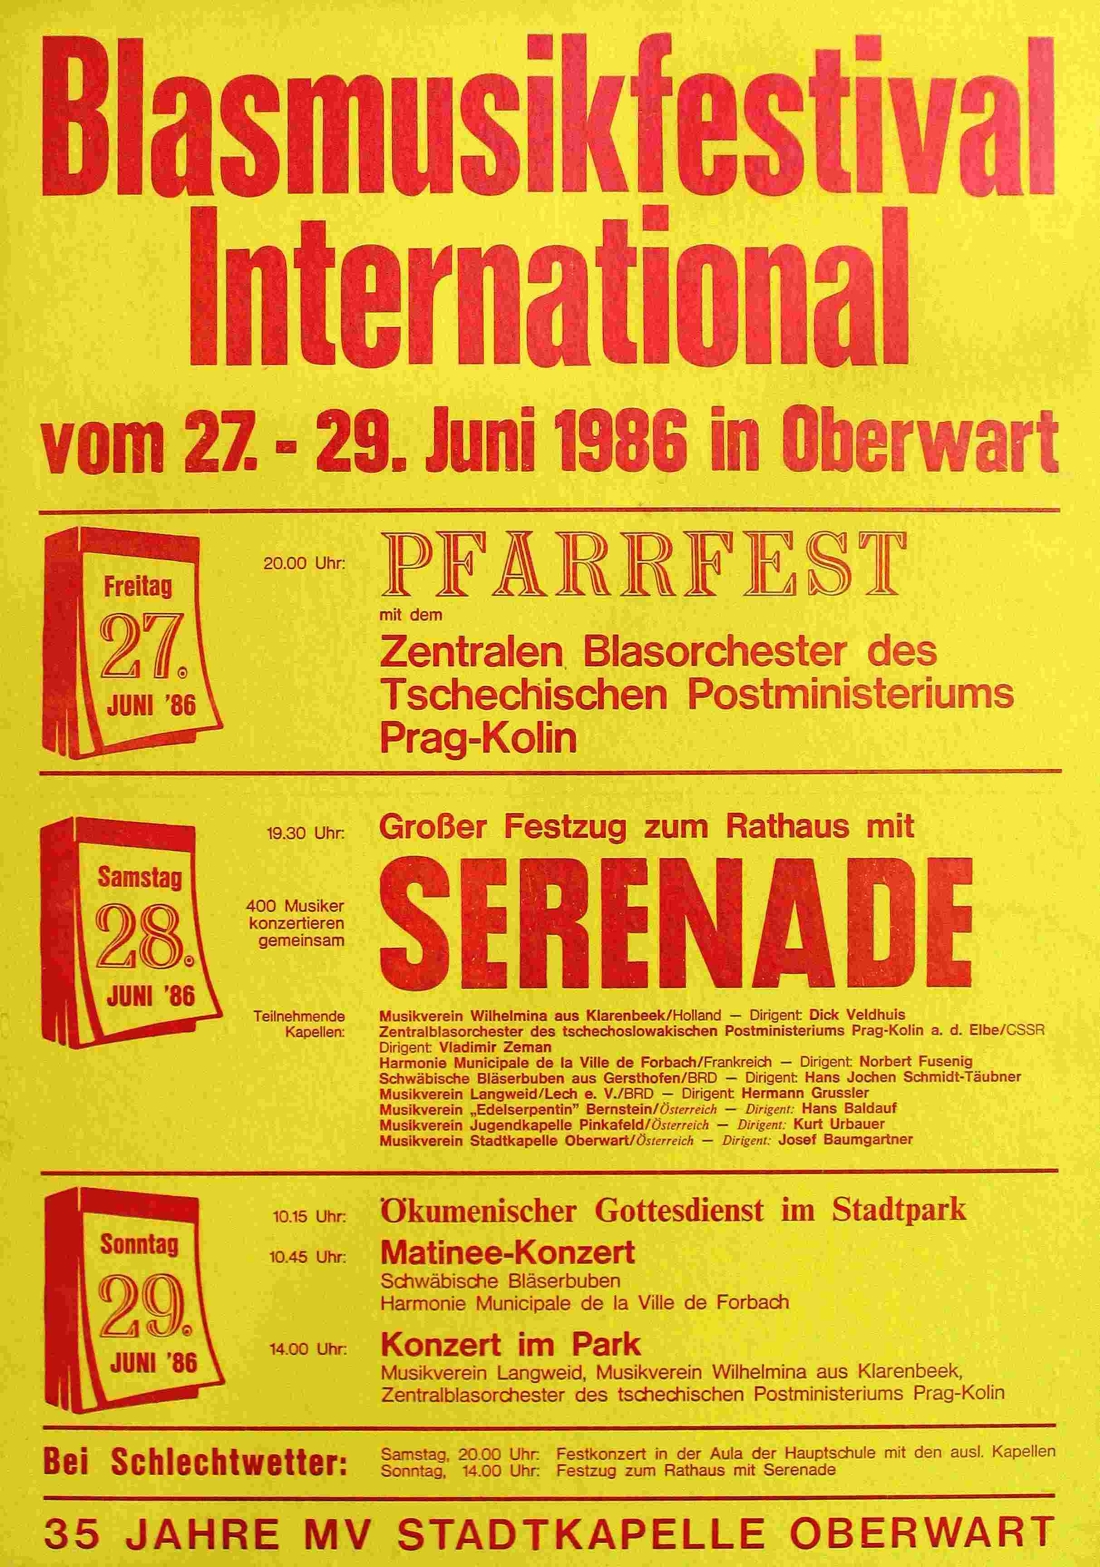 Blasmusikfestival
International
vom 27. - 29. Juni 1986 in Oberwart
Freitag
27.
JUNI '86
20.00 Uhr:
PFARRFEST
mit dem
Zentralen Blasorchester des
Tschechischen Postministeriums
Prag-Kolin
Samstag
28.
JUNI '86
19.30 Uhr:
Großer Festzug zum Rathaus mit
SERENADE
400 Musiker
konzertieren
gemeinsam
Teilnehmende
Kapellen:
Musikverein Wilhelmina aus Klarenbeek/Holland — Dirigent: Dick Veldhuis
Zentralblasorchester des tschechoslowakischen Postministeriums Prag-Kolin a. d. Elbe/CSSR
Dirigent: Vladimir Zeman
Harmonie Municipale de la Ville de Forbach/Frankreich — Dirigent: Norbert Fusenig
Schwäbische Bläserbuben aus Gersthofen/BRD — Dirigent: Hans Jochen Schmidt-Täubner
Musikverein Langweid/Lech e. V./BRD — Dirigent: Hermann Grussler
Musikverein „Edelserpentin” Bernstein/Österreich — Dirigent: Hans Baldauf
Musikverein Jugendkapelle Pinkafeld/Österreich — Dirigent: Kurt Urbauer
Musikverein Stadtkapelle Oberwart/Österreich — Dirigent: Josef Baumgartner
Sonntag
29.
JUNI '86
10.15 Uhr:
Ökumenischer Gottesdienst im Stadtpark
10.45 Uhr:
Matinee-Konzert
Schwäbische Bläserbuben
Harmonie Municipale de la Ville de Forbach
14.00 Uhr:
Konzert im Park
Musikverein Langweid, Musikverein Wilhelmina aus Klarenbeek,
Zentralblasorchester des tschechischen Postministeriums Prag-Kolin
Bei Schlechtwetter:
Samstag, 20.00 Uhr: Festkonzert in der Aula der Hauptschule mit den ausl. Kapellen
Sonntag, 14.00 Uhr: Festzug zum Rathaus mit Serenade
35 JAHRE MV STADTKAPELLE OBERWART